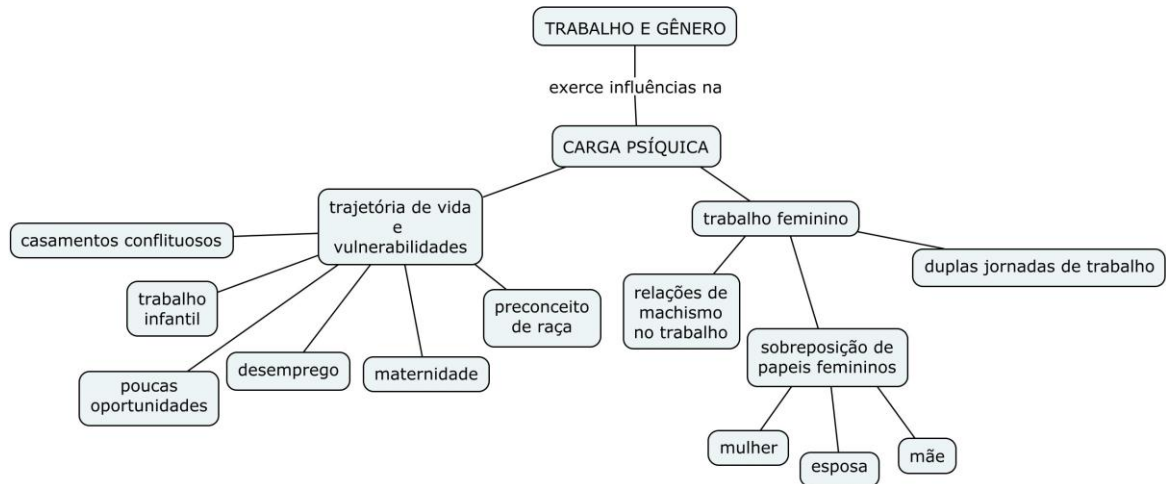 TRABALHO E GÊNERO
exerce influências na
CARGA PSÍQUICA
trajetória de vida
e
vulnerabilidades
casamentos conflituosos
trabalho
infantil
poucas
oportunidades
desemprego
maternidade
preconceito
de raça
trabalho feminino
relações de
machismo
no trabalho
sobreposição de
papeis femininos
duplas jornadas de trabalho
mulher
esposa
mãe